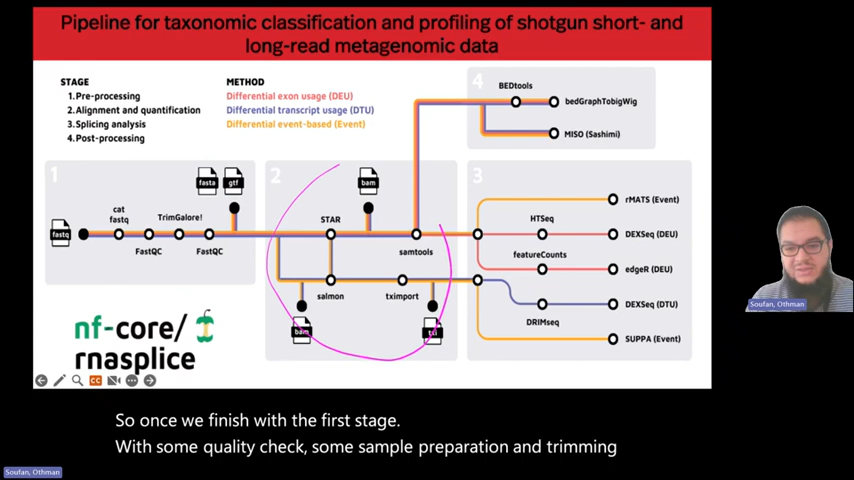 Pipeline for taxonomic classification and profiling of shotgun short- and
long-read metagenomic data
STAGE
1.Pre-processing
2.Alignment and quantification
3.Splicing analysis
4.Post-processing
METHOD
Differential exon usage (DEU)
Differential transcript usage (DTU)
Differential event-based (Event)
4
BEDtools
bedGraphTobigWig
MISO (Sashimi)
1
fastq
cat
fastq
FastQC
TrimGalore!
FastQC
fasta
gtf
2
bam
STAR
samtools
salmon
tximport
bam
txi
3
rMATS (Event)
HTSeq
DEXSeq (DEU)
featureCounts
edgeR (DEU)
DEXSeq (DTU)
DRIMseq
SUPPA (Event)
nf-core/
rnasplice
CC
Soufan, Othman
So once we finish with the first stage.
With some quality check, some sample preparation and trimming
Soufan, Othman